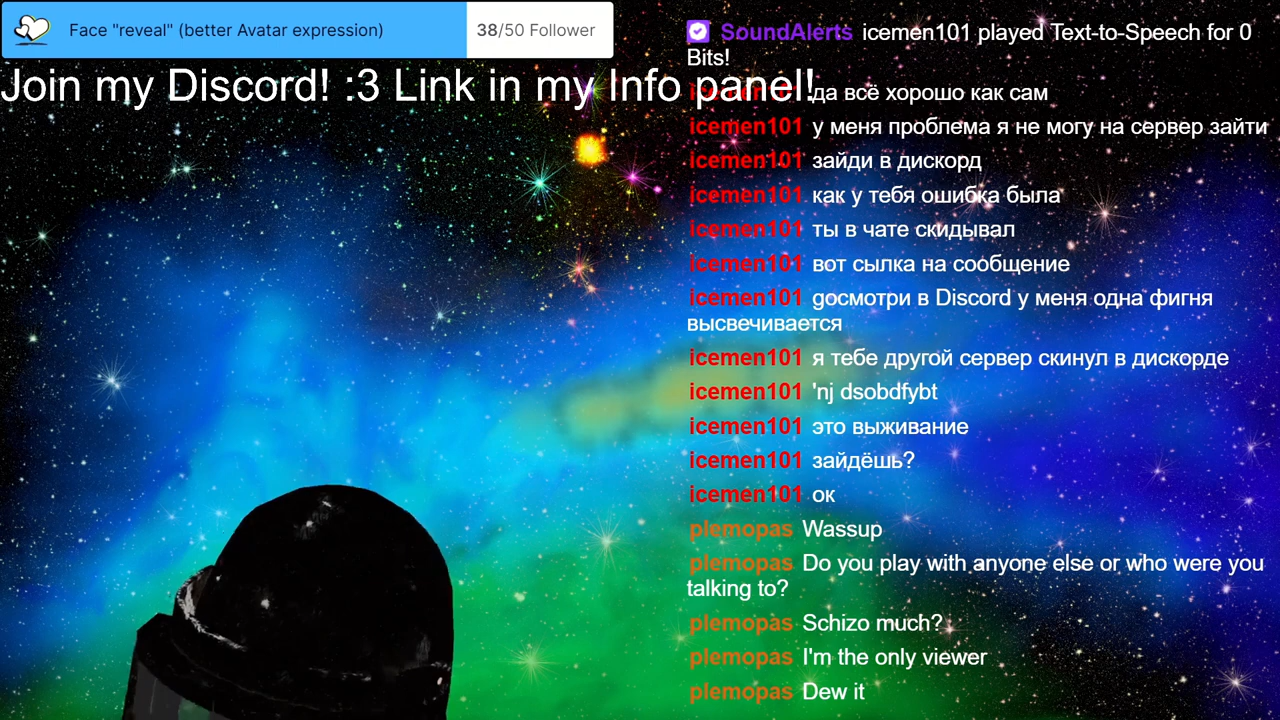 Face "reveal" (better Avatar expression)
38/50 Follower
Join my Discord! :3 Link in my Info panel!
SoundAlerts icemen101 played Text-to-Speech for 0
Bits!
icemen101 да всё хорошо как сам
icemen101 у меня проблема я не могу на сервер зайти
icemen101 зайди в дискорд
icemen101 как у тебя ошибка была
icemen101 ты в чате скидывал
icemen101 вот сылка на сообщение
icemen101 gосмотри в Discord у меня одна фигня
высвечивается
icemen101 я тебе другой сервер скинул в дискорде
icemen101 'nj dsobdfybt
icemen101 это выживание
icemen101 зайдёшь?
icemen101 ок
plemopas Wassup
plemopas Do you play with anyone else or who were you
talking to?
plemopas Schizo much?
plemopas I'm the only viewer
plemopas Dew it